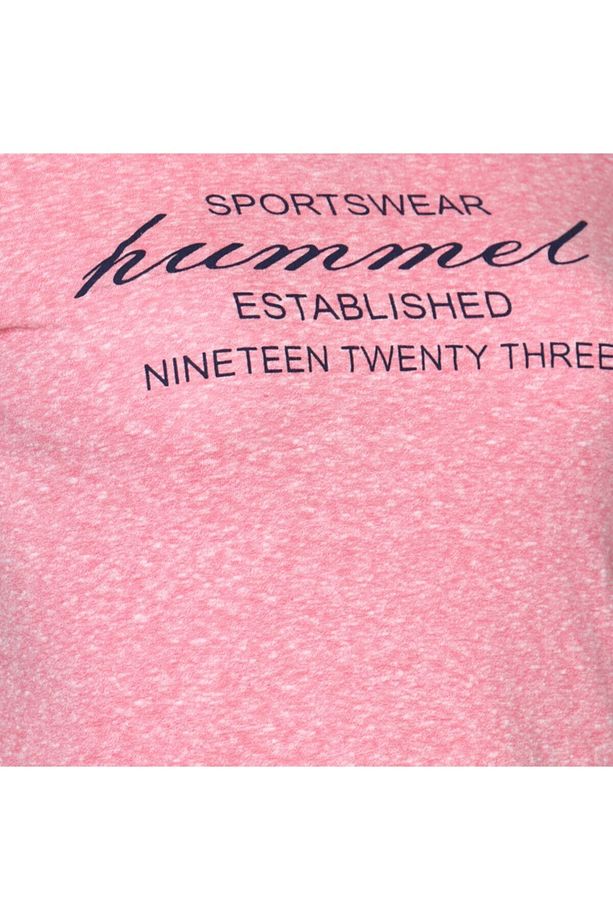 SPORTSWEAR
hummel
ESTABLISHED
NINETEEN TWENTY THREE